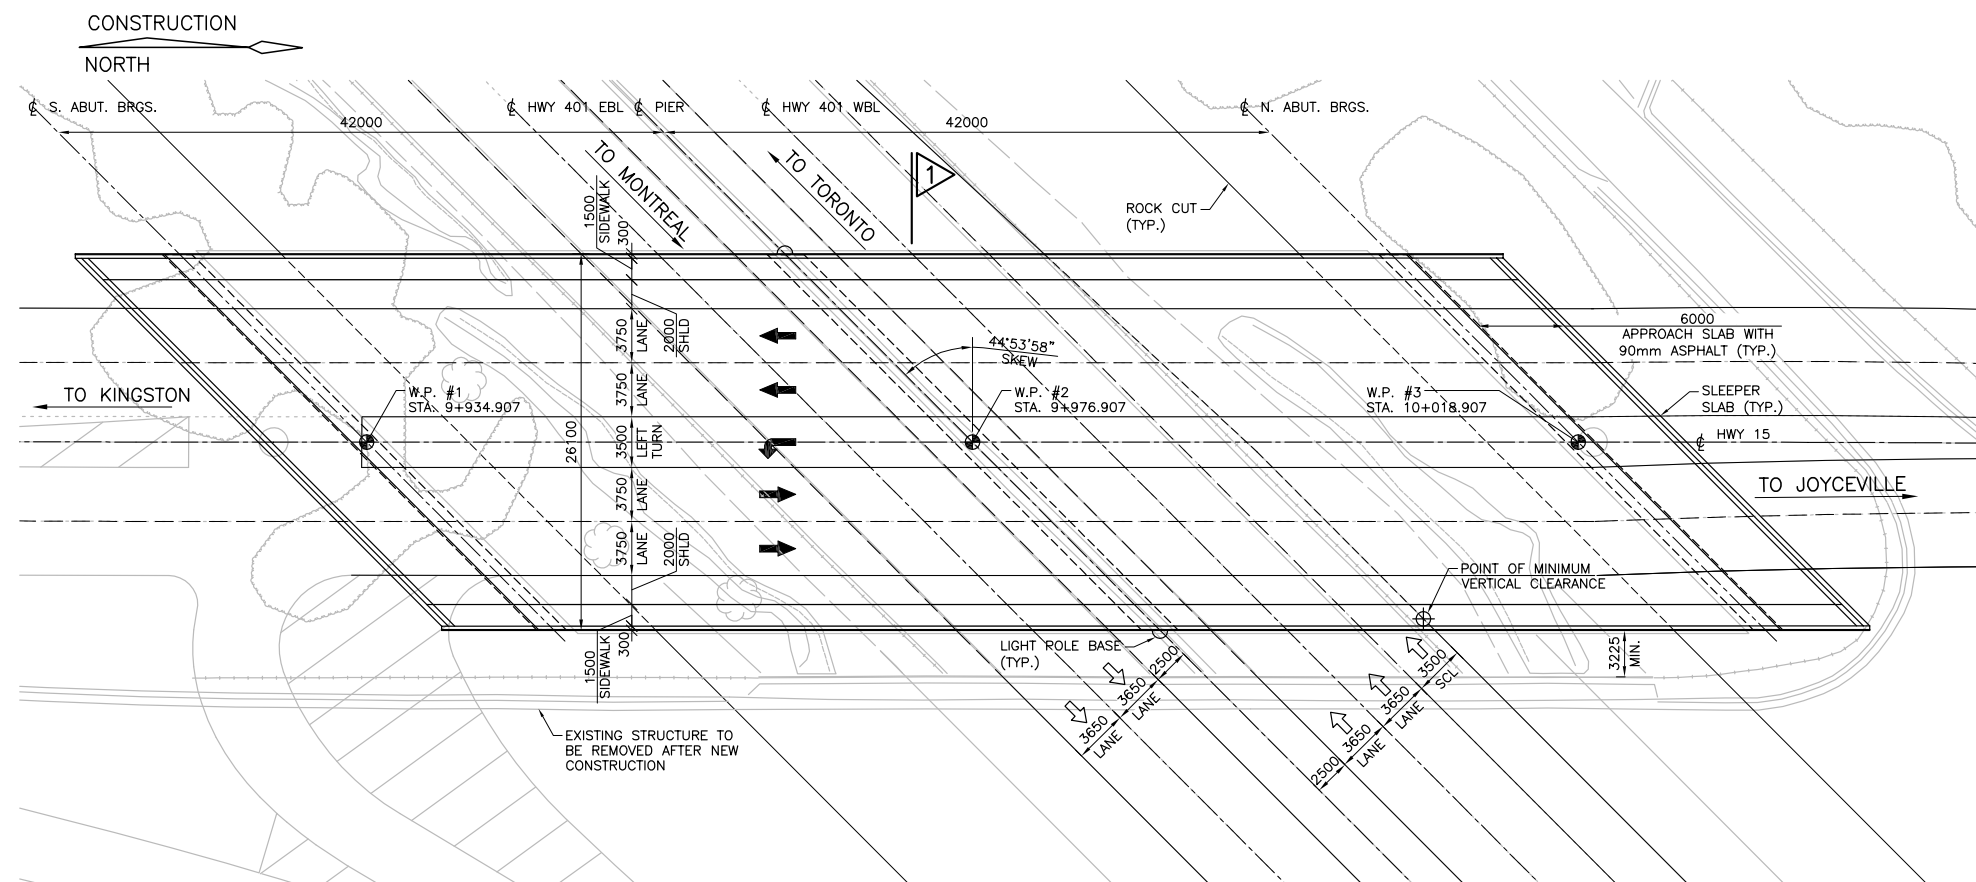 CONSTRUCTION
NORTH
℄ S. ABUT. BRGS.
℄ HWY 401 EBL
℄ PIER
℄ HWY 401 WBL
℄ N. ABUT. BRGS.
42000
42000
TO MONTREAL
TO TORONTO
1
ROCK CUT
(TYP.)
1500
SIDEWALK
300
3750
LANE
2000
SHLD
3750
LANE
3500
LEFT
TURN
3750
LANE
3750
LANE
2000
SHLD
1500
SIDEWALK
300
26100
44°53'58"
SKEW
6000
APPROACH SLAB WITH
90mm ASPHALT (TYP.)
TO KINGSTON
W.P. #1
STA. 9+934.907
W.P. #2
STA. 9+976.907
W.P. #3
STA. 10+018.907
SLEEPER
SLAB (TYP.)
℄ HWY 15
TO JOYCEVILLE
POINT OF MINIMUM
VERTICAL CLEARANCE
LIGHT POLE BASE
(TYP.)
3225
MIN.
2500
3650
LANE
3650
LANE
3500
SCL
3650
LANE
3650
LANE
2500
EXISTING STRUCTURE TO
BE REMOVED AFTER NEW
CONSTRUCTION